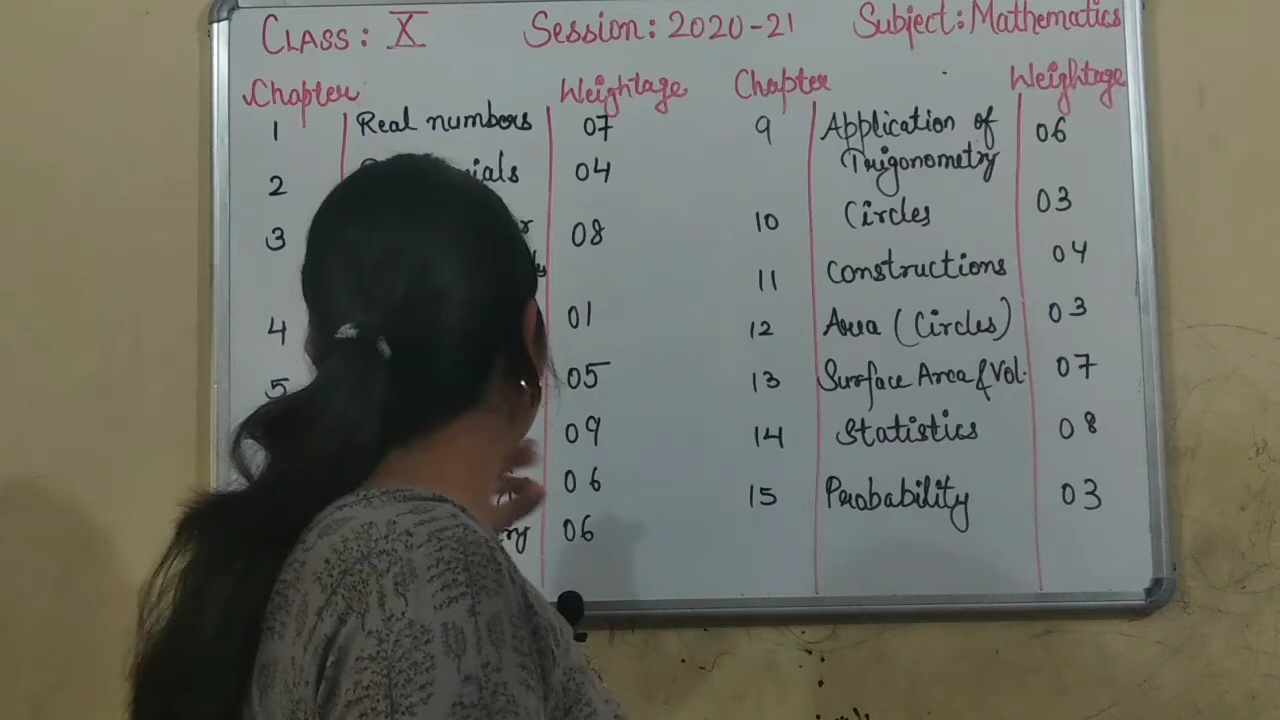 CLASS: X Session: 2020-21 Subject: Mathematics
Chapter Weightage Chapter Weightage
1 Real numbers 07 9 Application of 06
Trigonometry
2 04 10 Circles 03
3 08 11 Constructions 04
4 01 12 Area (Circles) 03
5 05 13 Surface Area & Vol. 07
09 14 Statistics 08
06 15 Probability 03
06